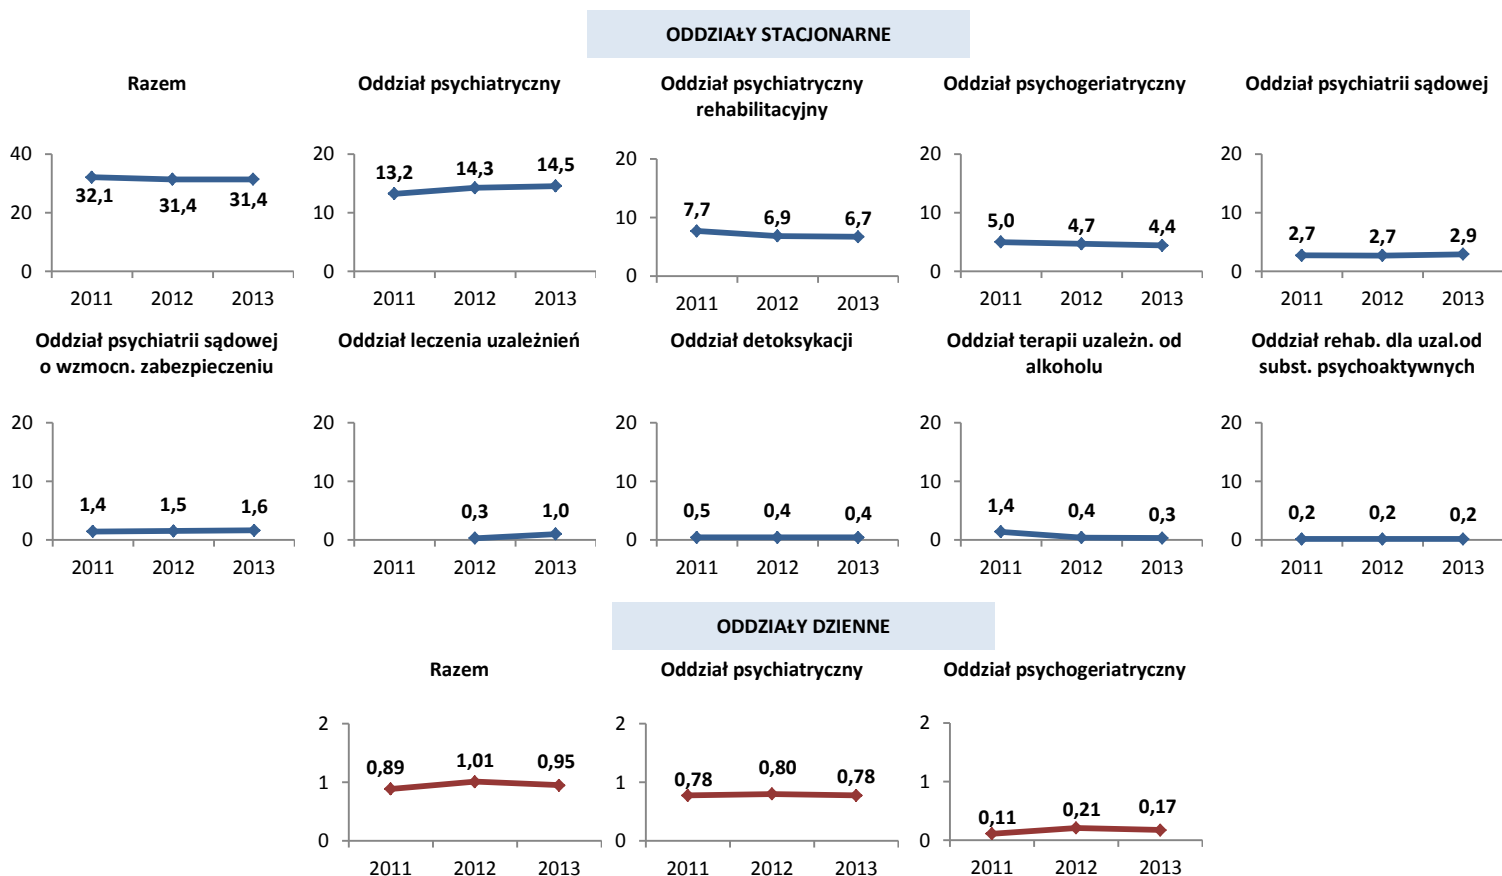 ODDZIAŁY STACJONARNE
Razem
40
20
0
32,1
31,4
31,4
2011 2012 2013
Oddział psychiatryczny
20
10
0
13,2
14,3
14,5
2011 2012 2013
Oddział psychiatryczny
rehabilitacyjny
20
10
0
7,7
6,9
6,7
2011 2012 2013
Oddział psychogeriatryczny
20
10
0
5,0
4,7
4,4
2011 2012 2013
Oddział psychiatrii sądowej
20
10
0
2,7
2,7
2,9
2011 2012 2013
Oddział psychiatrii sądowej
o wzmocn. zabezpieczeniu
20
10
0
1,4
1,5
1,6
2011 2012 2013
Oddział leczenia uzależnień
20
10
0
0,3
1,0
2011 2012 2013
Oddział detoksykacji
20
10
0
0,5
0,4
0,4
2011 2012 2013
Oddział terapii uzależn. od
alkoholu
20
10
0
1,4
0,4
0,3
2011 2012 2013
Oddział rehab. dla uzal.od
subst. psychoaktywnych
20
10
0
0,2
0,2
0,2
2011 2012 2013
ODDZIAŁY DZIENNE
Razem
2
1
0
0,89
1,01
0,95
2011 2012 2013
Oddział psychiatryczny
2
1
0
0,78
0,80
0,78
2011 2012 2013
Oddział psychogeriatryczny
2
1
0
0,11
0,21
0,17
2011 2012 2013